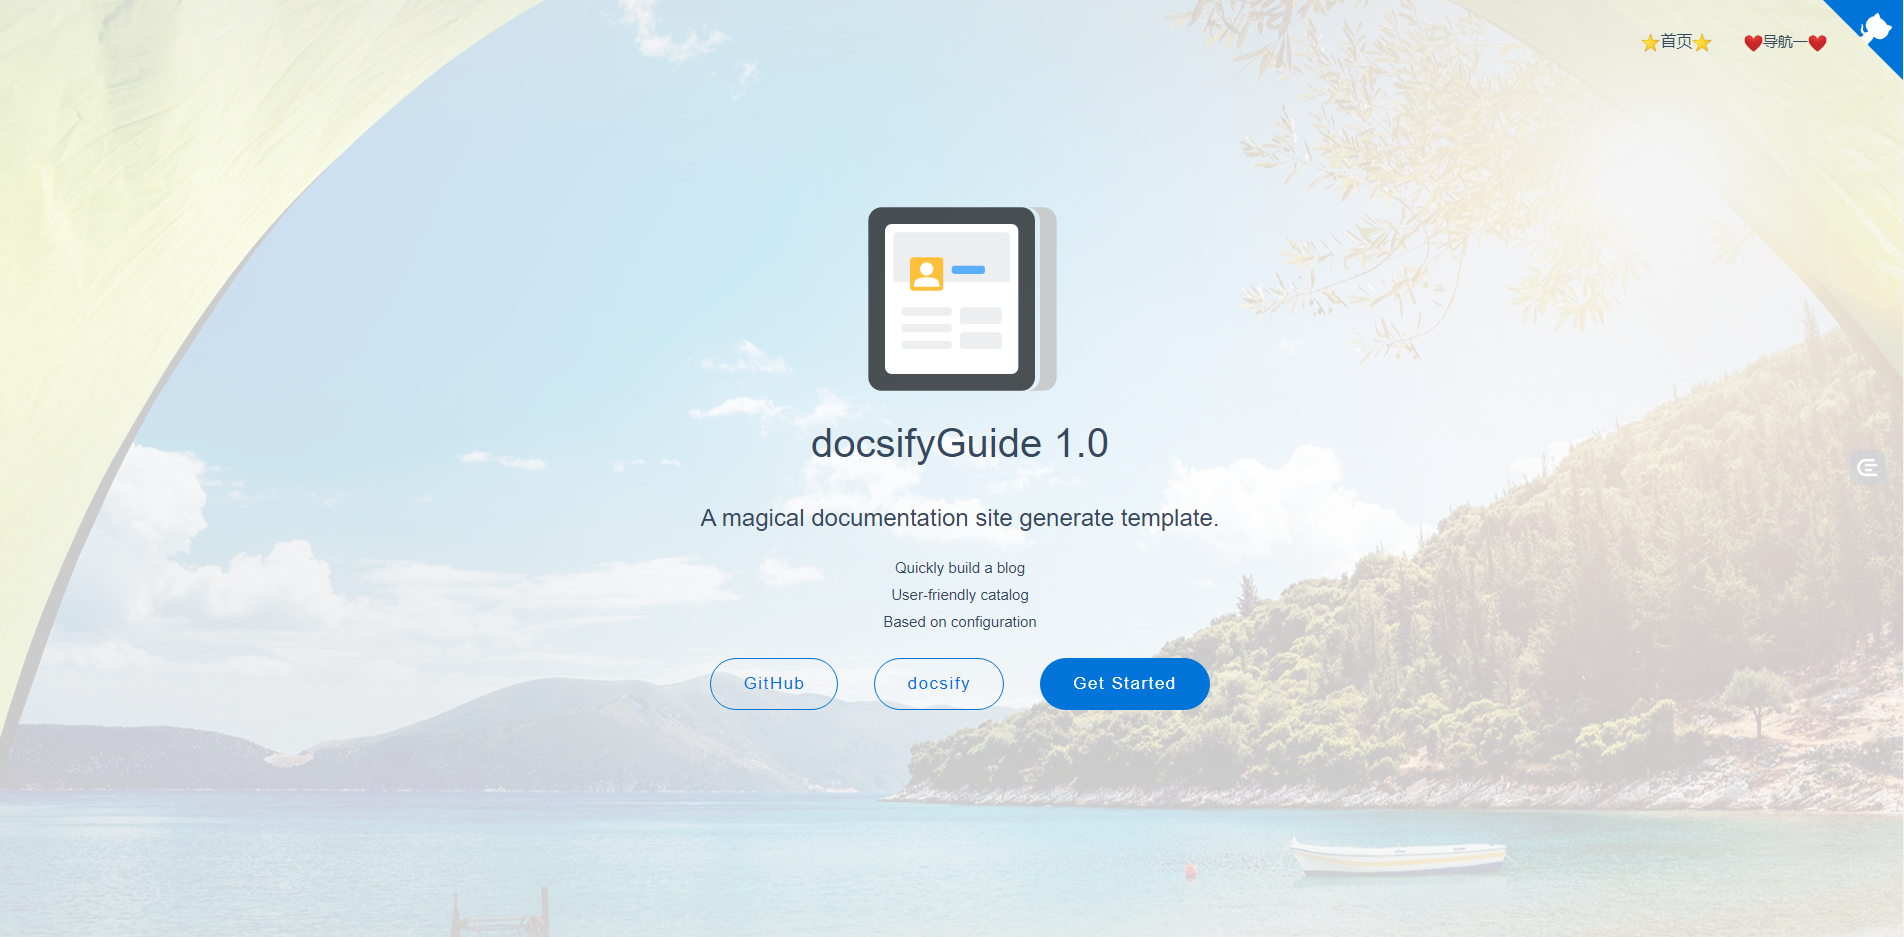 ⭐首页⭐ ❤️导航一❤️
docsifyGuide 1.0
A magical documentation site generate template.
Quickly build a blog
User-friendly catalog
Based on configuration
GitHub docsify Get Started